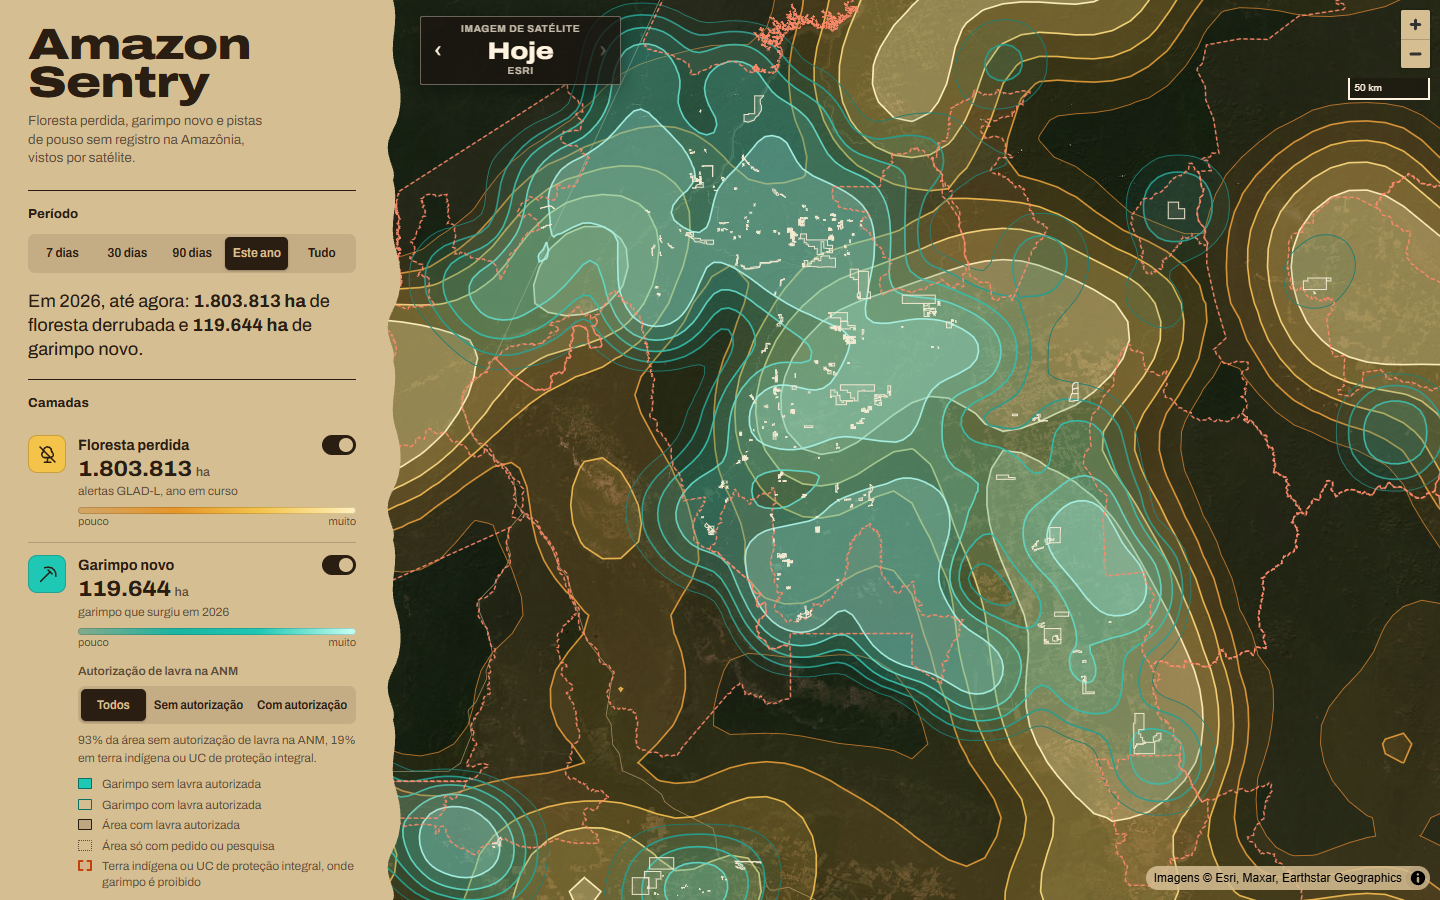 Amazon
Sentry
Floresta perdida, garimpo novo e pistas
de pouso sem registro na Amazônia,
vistos por satélite.
Período
7 dias
30 dias
90 dias
Este ano
Tudo
Em 2026, até agora: 1.803.813 ha de
floresta derrubada e 119.644 ha de
garimpo novo.
Camadas
Floresta perdida
1.803.813 ha
alertas GLAD-L, ano em curso
pouco
muito
Garimpo novo
119.644 ha
garimpo que surgiu em 2026
pouco
muito
Autorização de lavra na ANM
Todos
Sem autorização
Com autorização
93% da área sem autorização de lavra na ANM, 19%
em terra indígena ou UC de proteção integral.
Garimpo sem lavra autorizada
Garimpo com lavra autorizada
Área com lavra autorizada
Área só com pedido ou pesquisa
Terra indígena ou UC de proteção integral, onde
garimpo é proibido
IMAGEM DE SATÉLITE
‹ Hoje ›
ESRI
+
−
50 km
Imagens © Esri, Maxar, Earthstar Geographics